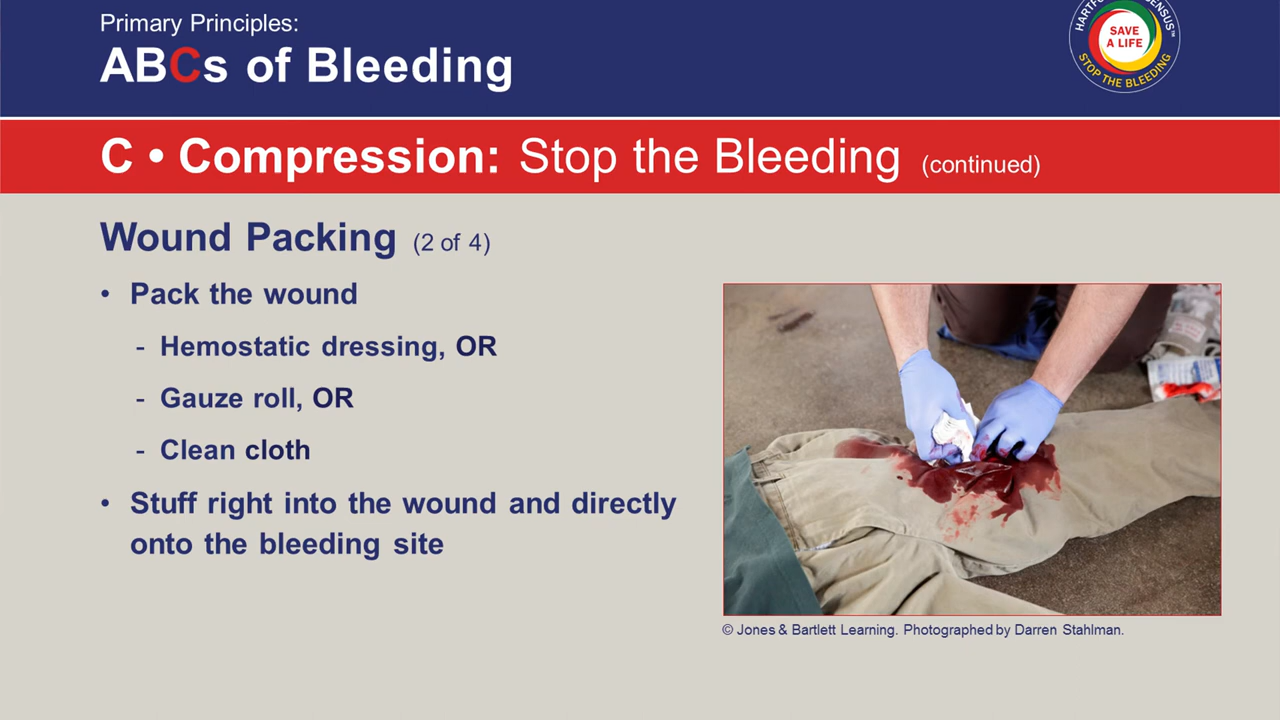 Primary Principles:
ABCs of Bleeding
SAVE
A LIFE
STOP THE BLEEDING
C • Compression: Stop the Bleeding (continued)
Wound Packing (2 of 4)
• Pack the wound
- Hemostatic dressing, OR
- Gauze roll, OR
- Clean cloth
• Stuff right into the wound and directly
onto the bleeding site
© Jones & Bartlett Learning. Photographed by Darren Stahlman.